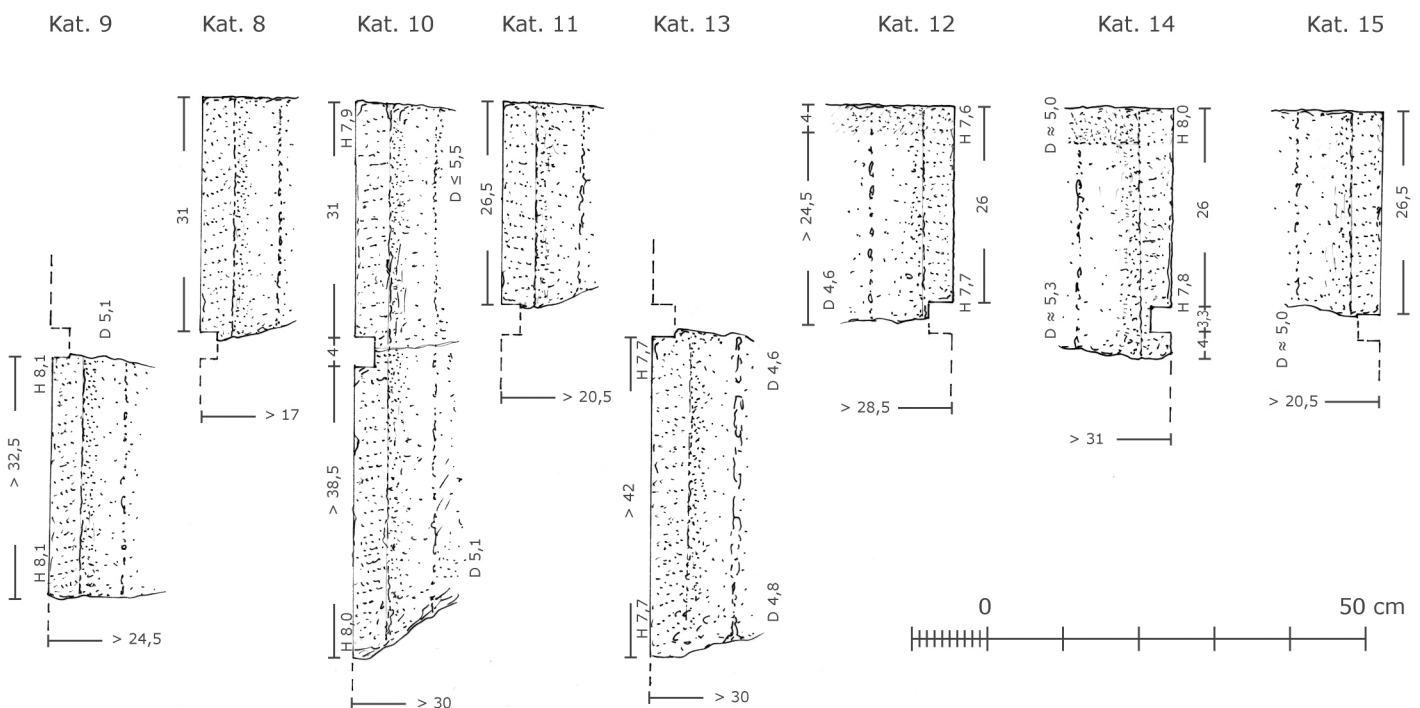 Kat. 9 Kat. 8 Kat. 10 Kat. 11 Kat. 13 Kat. 12 Kat. 14 Kat. 15
> 32,5
H 8,1
H 8,1
D 5,1
> 24,5
31
> 17
H 7,9
D ≤ 5,5
31
4
> 38,5
H 8,0
D 5,1
> 30
26,5
> 20,5
H 7,7
D 4,6
> 42
H 7,7
D 4,8
> 30
4
H 7,6
> 24,5
26
D 4,6
H 7,7
> 28,5
D ≈ 5,0
H 8,0
26
D ≈ 5,3
H 7,8
3,3
4
> 31
26,5
D ≈ 5,0
> 20,5
0 50 cm